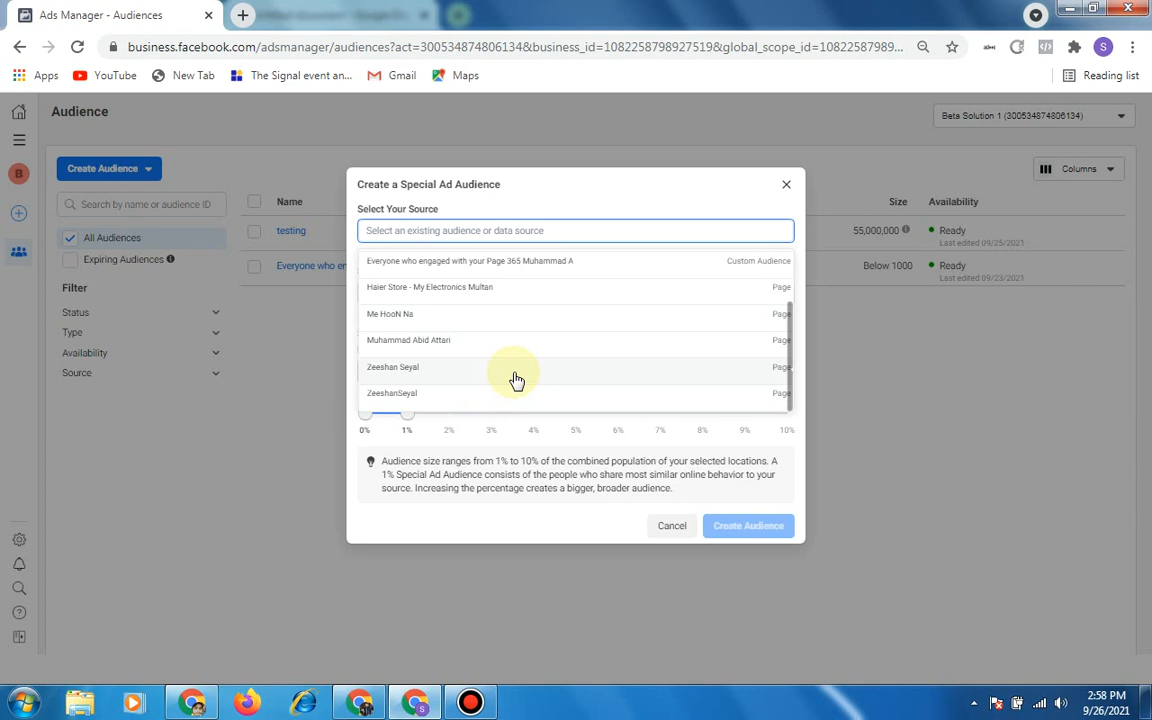 Ads Manager - Audiences
business.facebook.com/adsmanager/audiences?act=300534874806134&business_id=1082258798927519&global_scope_id=10822587989...
S
Apps
YouTube
New Tab
The Signal event an...
Gmail
Maps
Reading list
Audience
Beta Solution 1 (300534874806134)
B
Create Audience
Columns
Search by name or audience ID
Name
Size
Availability
All Audiences
testing
55,000,000
Ready
Last edited 09/25/2021
Expiring Audiences
Everyone who en
Below 1000
Ready
Last edited 09/23/2021
Filter
Status
Type
Availability
Source
Create a Special Ad Audience
Select Your Source
Select an existing audience or data source
Everyone who engaged with your Page 365 Muhammad A
Custom Audience
Haier Store - My Electronics Multan
Page
Me HooN Na
Page
Muhammad Abid Attari
Page
Zeeshan Seyal
Page
ZeeshanSeyal
Page
0% 1% 2% 3% 4% 5% 6% 7% 8% 9% 10%
Audience size ranges from 1% to 10% of the combined population of your selected locations. A
1% Special Ad Audience consists of the people who share most similar online behavior to your
source. Increasing the percentage creates a bigger, broader audience.
Cancel
Create Audience
2:58 PM
9/26/2021